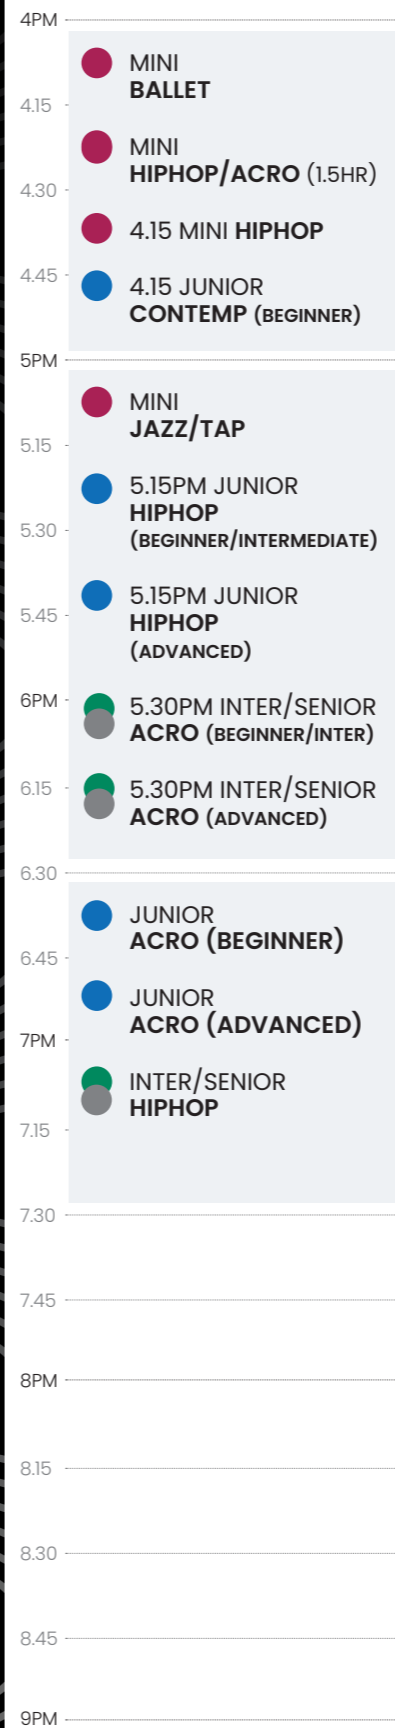 4PM
MINI
BALLET
4.15
MINI
HIPHOP/ACRO (1.5HR)
4.30
4.15 MINI HIPHOP
4.45
4.15 JUNIOR
CONTEMP (BEGINNER)
5PM
MINI
JAZZ/TAP
5.15
5.15PM JUNIOR
HIPHOP
5.30
(BEGINNER/INTERMEDIATE)
5.45
5.15PM JUNIOR
HIPHOP
(ADVANCED)
6PM
5.30PM INTER/SENIOR
ACRO (BEGINNER/INTER)
6.15
5.30PM INTER/SENIOR
ACRO (ADVANCED)
6.30
JUNIOR
ACRO (BEGINNER)
6.45
JUNIOR
ACRO (ADVANCED)
7PM
INTER/SENIOR
HIPHOP
7.15
7.30
7.45
8PM
8.15
8.30
8.45
9PM